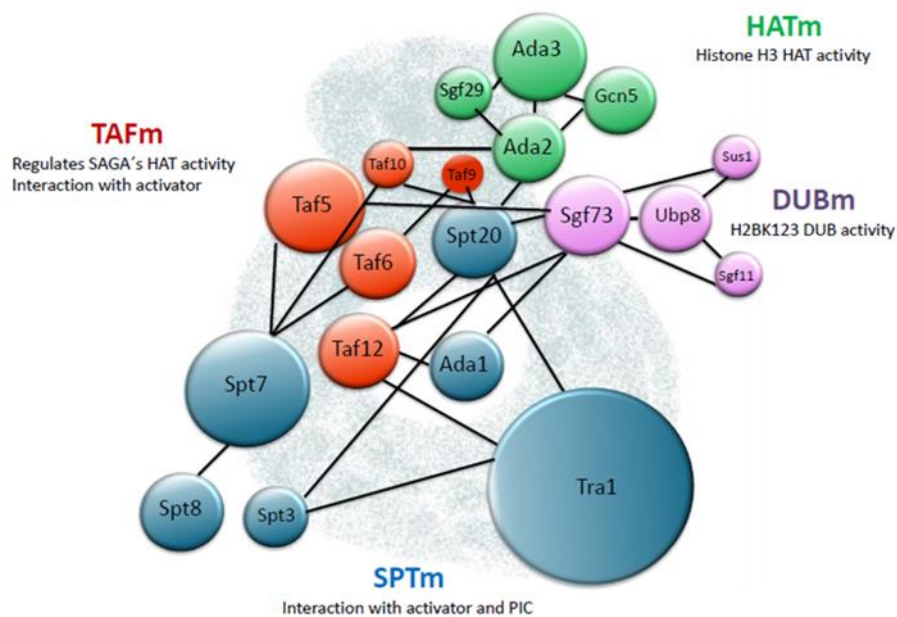 HATm
Histone H3 HAT activity
Ada3
Sgf29
Gcn5
TAFm
Regulates SAGA´s HAT activity
Interaction with activator
Ada2
Taf10
Taf9
Sus1
Taf5
Sgf73
Ubp8
DUBm
H2BK123 DUB activity
Spt20
Taf6
Sgf11
Taf12
Ada1
Spt7
Tra1
Spt8
Spt3
SPTm
Interaction with activator and PIC